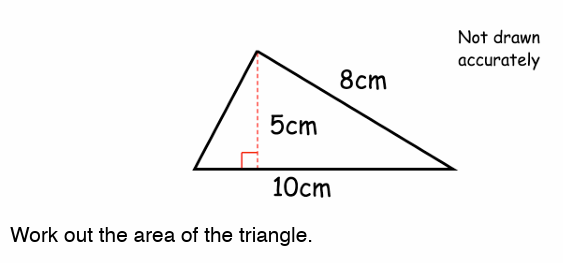 Not drawn
accurately
8cm
5cm
10cm
Work out the area of the triangle.